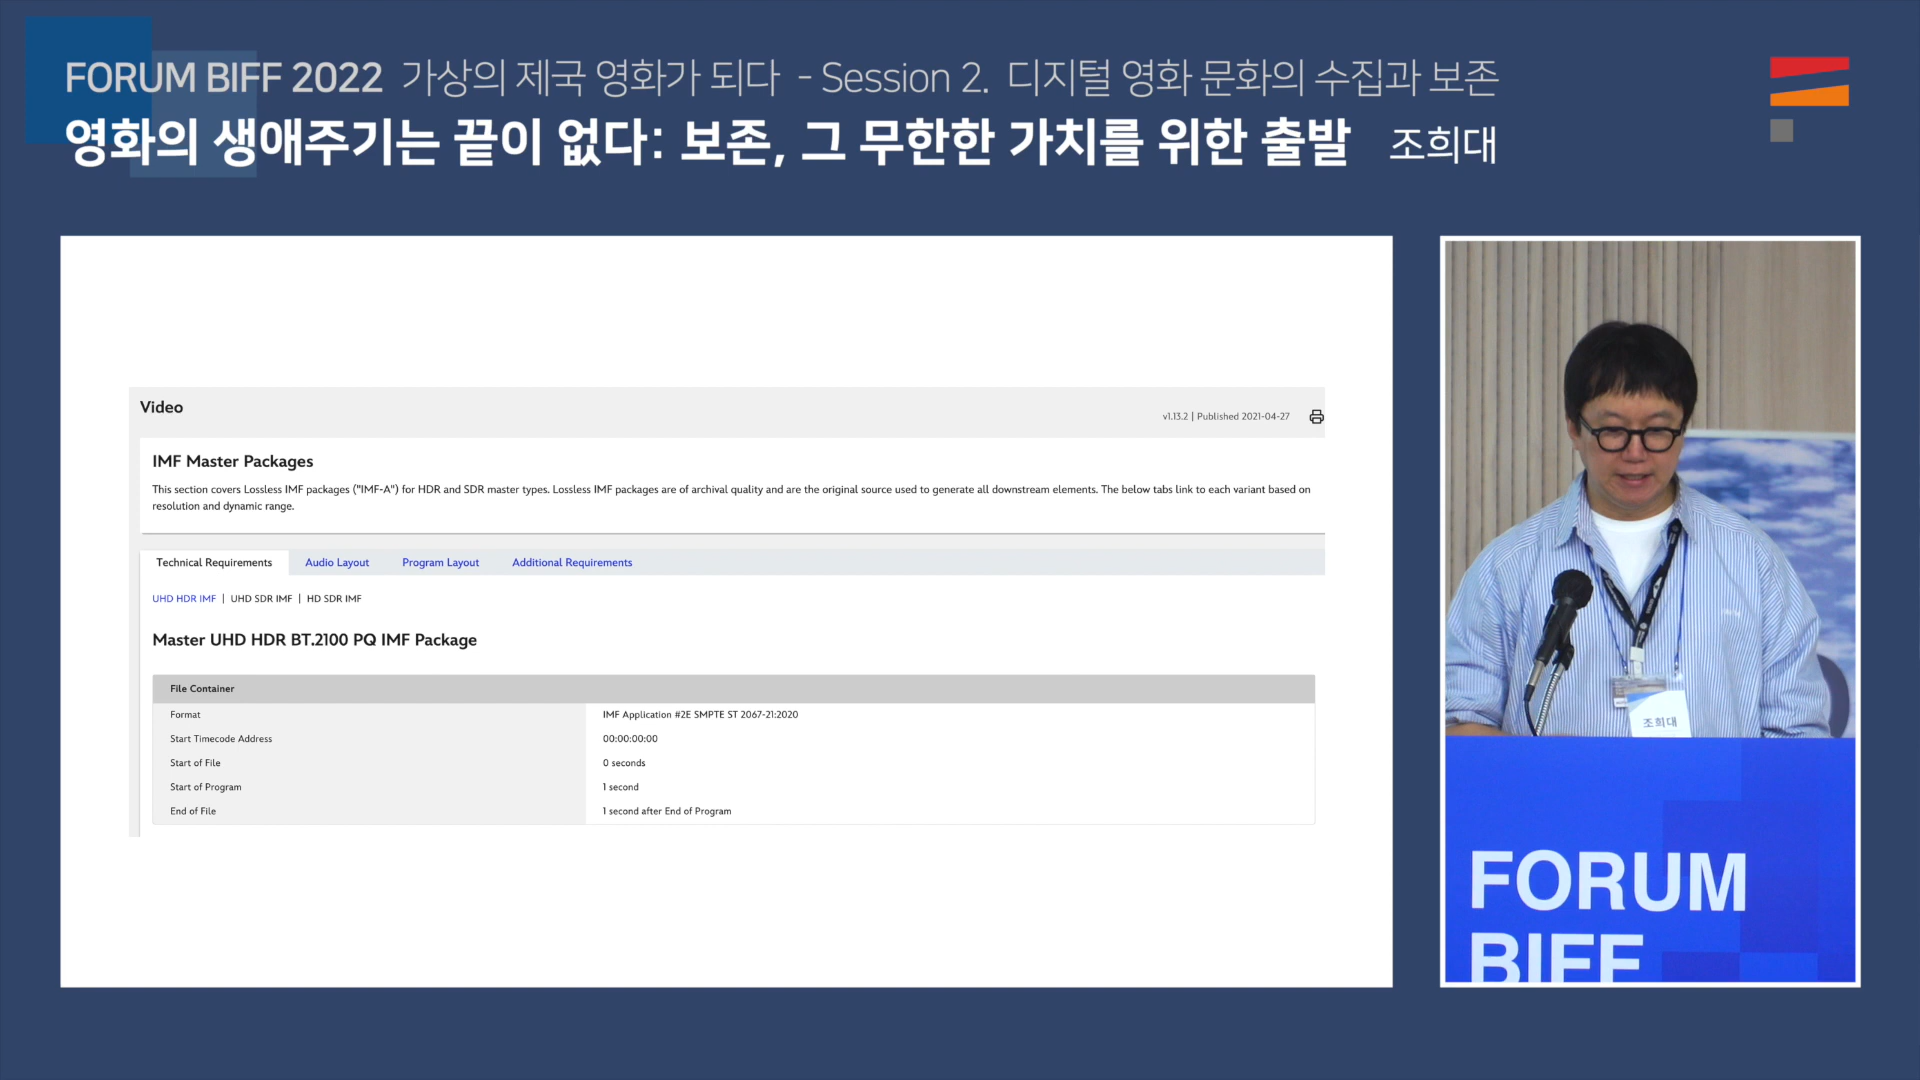 FORUM BIFF 2022 가상의 제국 영화가 되다 - Session 2. 디지털 영화 문화의 수집과 보존
영화의 생애주기는 끝이 없다: 보존, 그 무한한 가치를 위한 출발 조희대
Video
v1.13.2 | Published 2021-04-27
IMF Master Packages
This section covers Lossless IMF packages ("IMF-A") for HDR and SDR master types. Lossless IMF packages are of archival quality and are the original source used to generate all downstream elements. The below tabs link to each variant based on
resolution and dynamic range.
Technical Requirements Audio Layout Program Layout Additional Requirements
UHD HDR IMF | UHD SDR IMF | HD SDR IMF
Master UHD HDR BT.2100 PQ IMF Package
File Container
Format IMF Application #2E SMPTE ST 2067-21:2020
Start Timecode Address 00:00:00:00
Start of File 0 seconds
Start of Program 1 second
End of File 1 second after End of Program
조희대
FORUM
BIFF